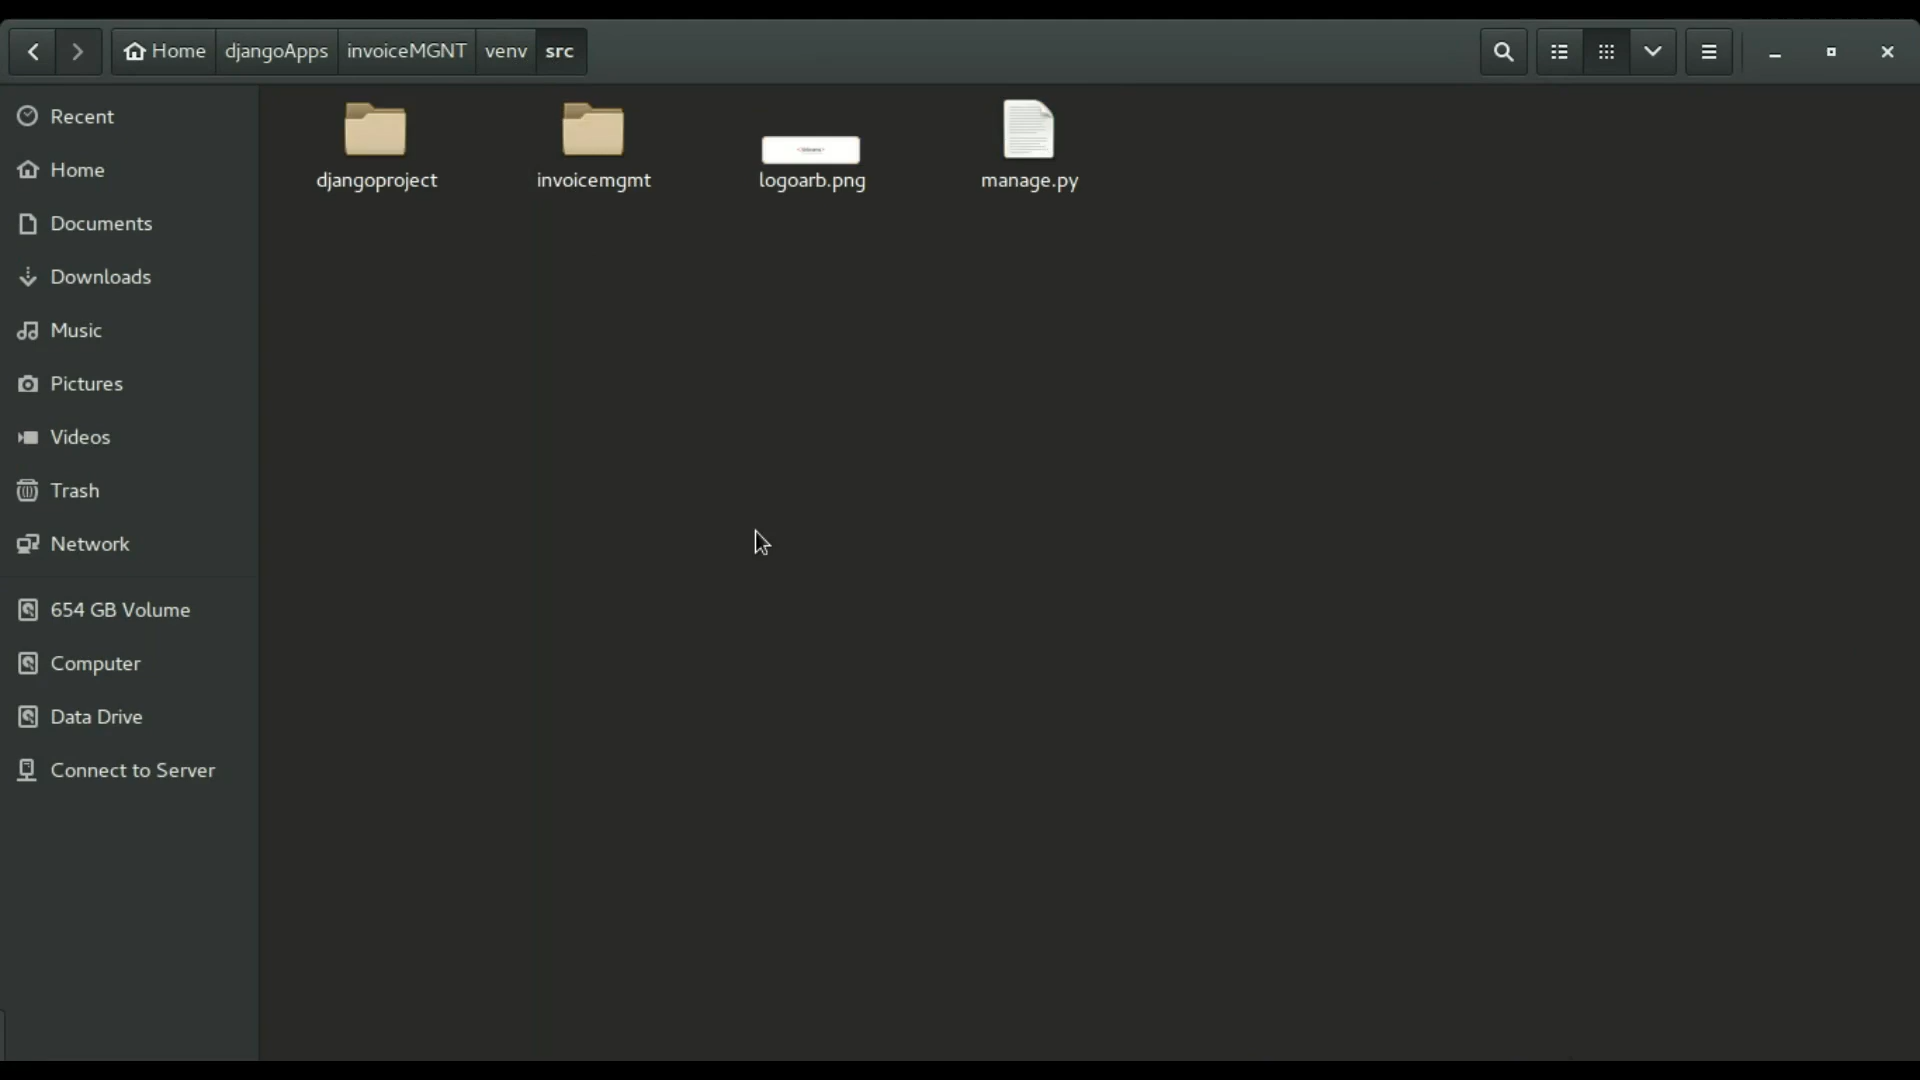 Home djangoApps invoiceMGNT venv src
Recent
Home
Documents
Downloads
Music
Pictures
Videos
Trash
Network
654 GB Volume
Computer
Data Drive
Connect to Server
djangoproject invoicemgmt logoarb.png manage.py